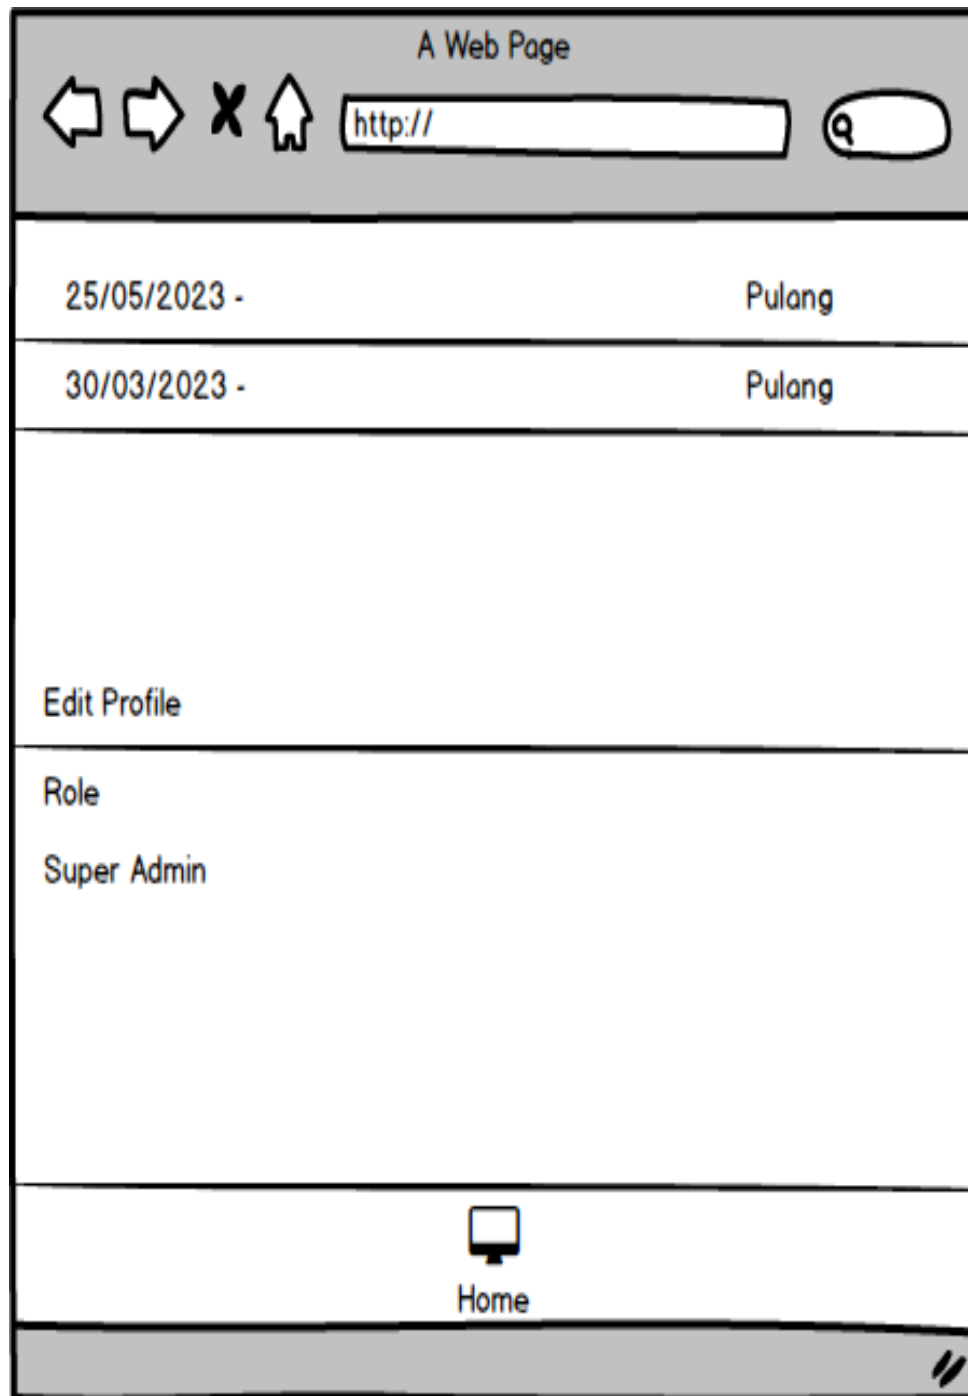 A Web Page
http://
25/05/2023 - Pulang
30/03/2023 - Pulang
Edit Profile
Role
Super Admin
Home